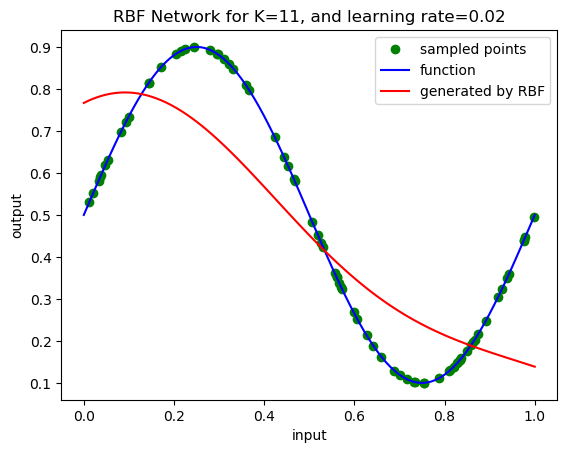 RBF Network for K=11, and learning rate=0.02
sampled points
function
generated by RBF
output
0.9
0.8
0.7
0.6
0.5
0.4
0.3
0.2
0.1
0.0 0.2 0.4 0.6 0.8 1.0
input